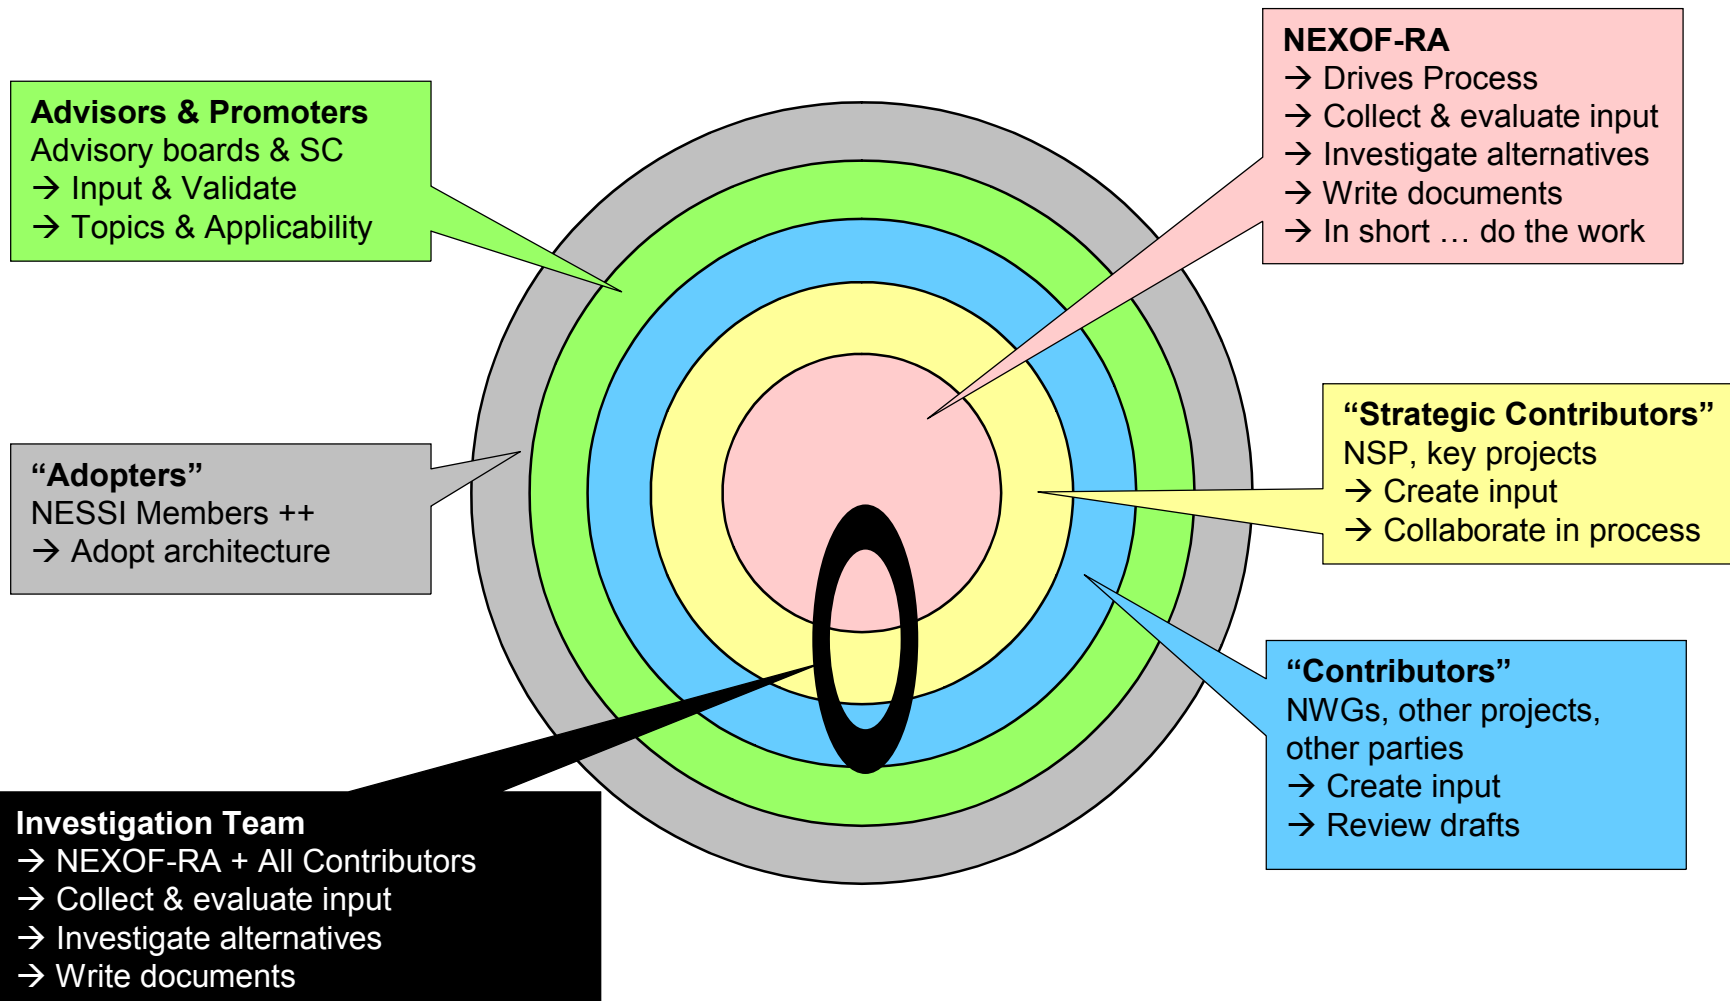 NEXOF-RA
→ Drives Process
→ Collect & evaluate input
→ Investigate alternatives
→ Write documents
→ In short … do the work
Advisors & Promoters
Advisory boards & SC
→ Input & Validate
→ Topics & Applicability
“Strategic Contributors”
NSP, key projects
→ Create input
→ Collaborate in process
“Adopters”
NESSI Members ++
→ Adopt architecture
“Contributors”
NWGs, other projects,
other parties
→ Create input
→ Review drafts
Investigation Team
→ NEXOF-RA + All Contributors
→ Collect & evaluate input
→ Investigate alternatives
→ Write documents